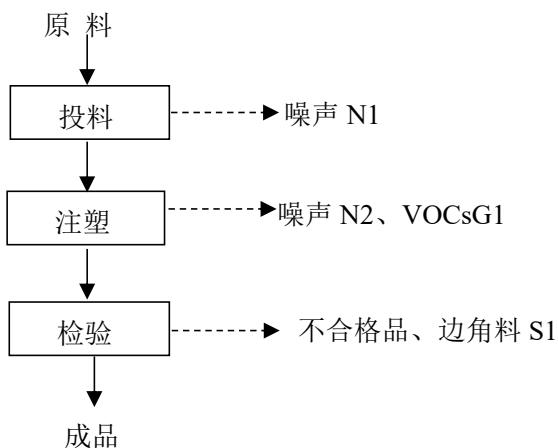 原 料
投料
噪声 N1
注塑
噪声 N2、VOCsG1
检验
不合格品、边角料 S1
成品